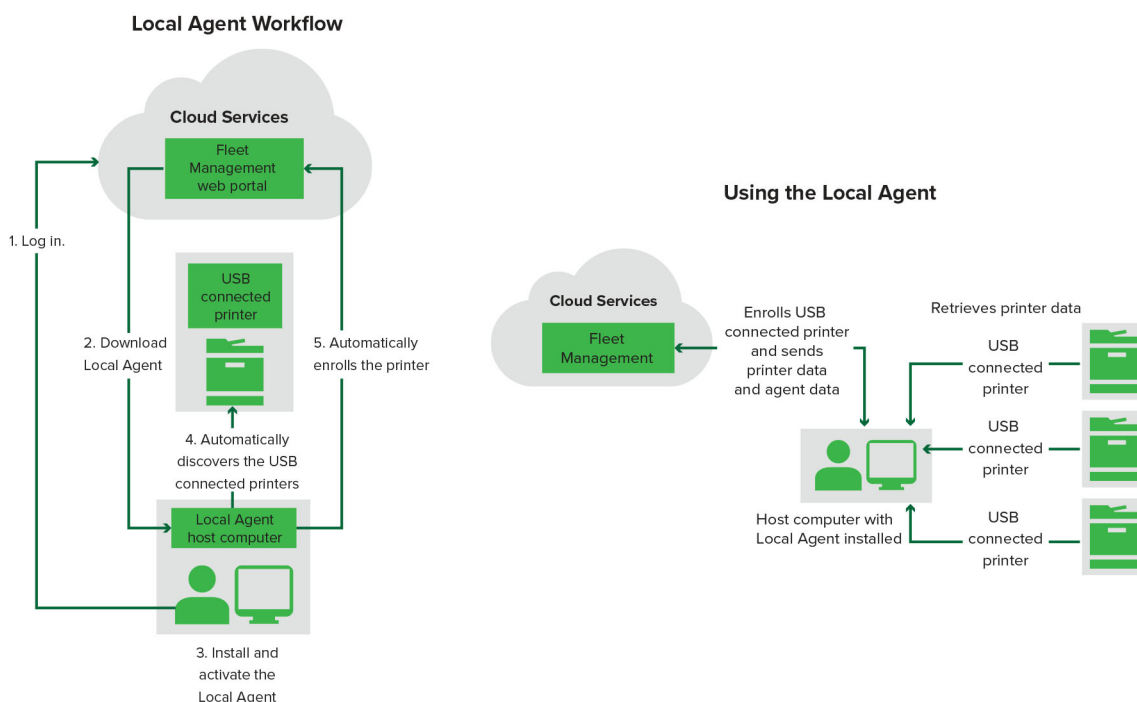 Local Agent Workflow
Cloud Services
Fleet
Management
web portal
1. Log in.
USB
connected
printer
2. Download
Local Agent
5. Automatically
enrolls the printer
4. Automatically
discovers the USB
connected printers
Local Agent
host computer
3. Install and
activate the
Local Agent
Using the Local Agent
Cloud Services
Fleet
Management
Enrolls USB
connected printer
and sends
printer data
and agent data
Retrieves printer data
USB
connected
printer
USB
connected
printer
USB
connected
printer
Host computer with
Local Agent installed